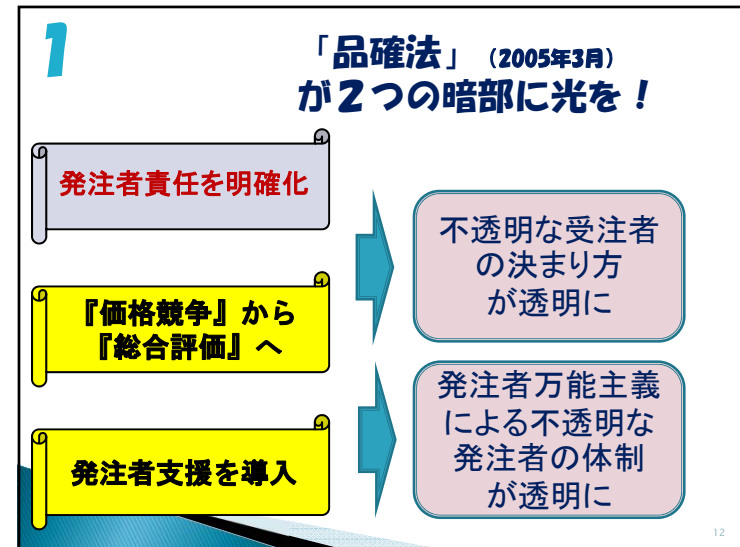 1
「品確法」（2005年3月）
が２つの暗部に光を！
発注者責任を明確化
『価格競争』から
『総合評価』へ
発注者支援を導入
不透明な受注者
の決まり方
が透明に
発注者万能主義
による不透明な
発注者の体制
が透明に
12